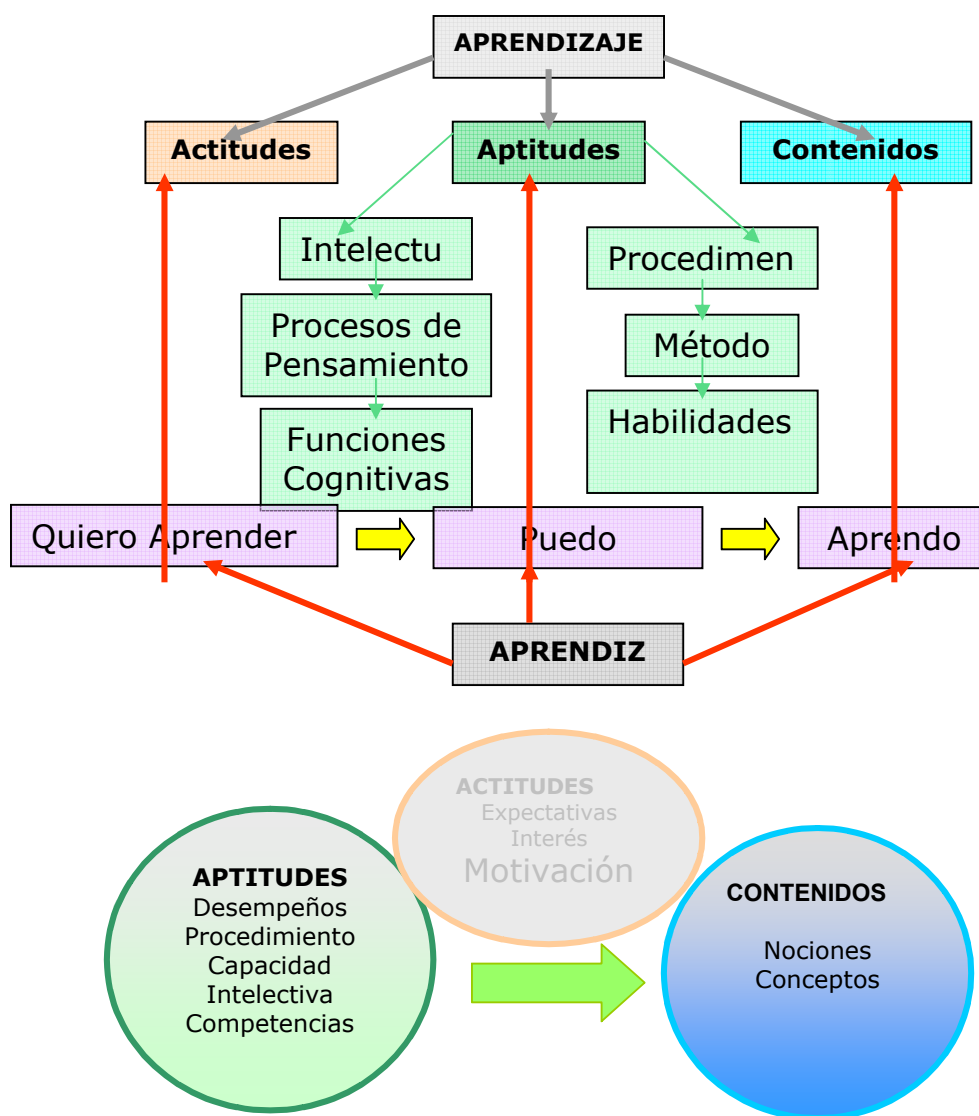 APRENDIZAJE
Actitudes
Aptitudes
Contenidos
Intelectu
Procedimen
Procesos de
Pensamiento
Método
Funciones
Cognitivas
Habilidades
Quiero Aprender
Puedo
Aprendo
APRENDIZ
ACTITUDES
Expectativas
Interés
Motivación
APTITUDES
Desempeños
Procedimiento
Capacidad
Intelectiva
Competencias
CONTENIDOS
Nociones
Conceptos